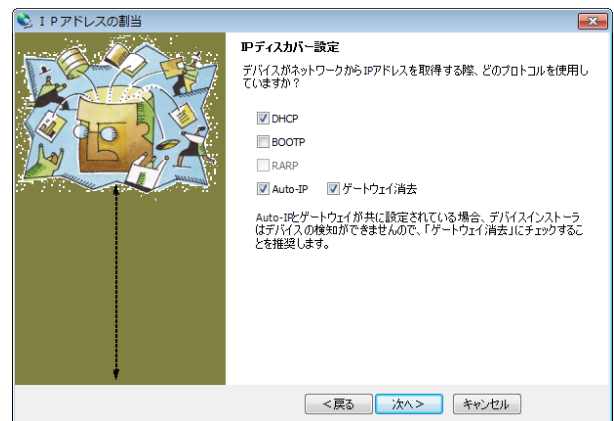 ＩＰアドレスの割当
IPディスカバー設定
デバイスがネットワークからIPアドレスを取得する際、どのプロトコルを使用し
ていますか？
DHCP
BOOTP
RARP
Auto-IP ゲートウェイ消去
Auto-IPとゲートウェイが共に設定されている場合、デバイスインストーラ
はデバイスの検知ができませんので、「ゲートウェイ消去」にチェックするこ
とを推奨します。
＜戻る 次へ＞ キャンセル